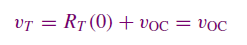 v_T = R_T (0) + v_OC = v_OC